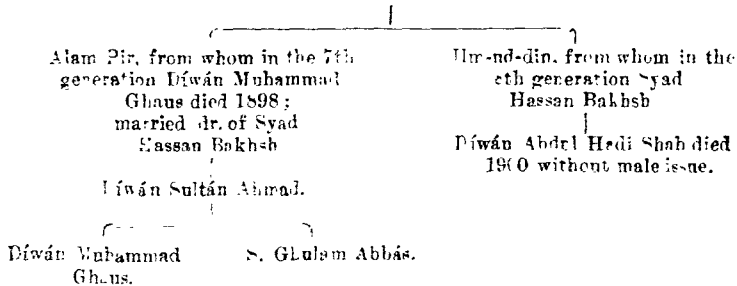 Alam Pir, from whom in the 7th
generation Díwán Muhammad
Ghaus died 1898;
married dr. of Syad
Hassan Bakhsh
Díwán Sultán Ahmad.
Díwán Muhammad
Ghaus.
S. Ghulam Abbás.
from whom in the
generation Syad
Hassan Bakhsh
Díwán Abdul Hadi Shah died
1900 without male issue.